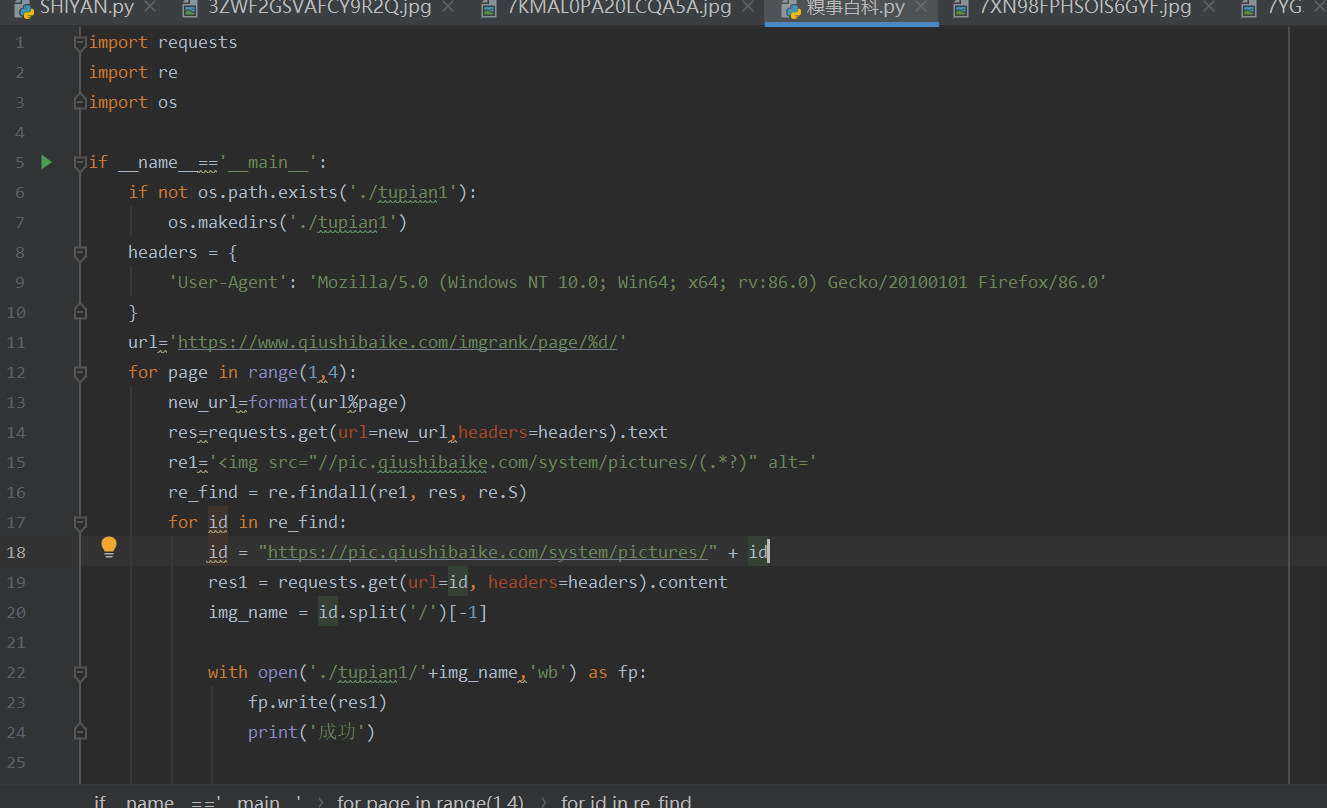 SHIYAN.py 3ZWF2GSVAFCY9R2Q.jpg 7KMAL0PA20LCQA5A.jpg 糗事百科.py 7XN98FPHSOIS6GYF.jpg 7YG
1 import requests
2 import re
3 import os
4
5 if __name__=='__main__':
6 if not os.path.exists('./tupian1'):
7 os.makedirs('./tupian1')
8 headers = {
9 'User-Agent': 'Mozilla/5.0 (Windows NT 10.0; Win64; x64; rv:86.0) Gecko/20100101 Firefox/86.0'
10 }
11 url='https://www.qiushibaike.com/imgrank/page/%d/'
12 for page in range(1,4):
13 new_url=format(url%page)
14 res=requests.get(url=new_url,headers=headers).text
15 re1='<img src="//pic.qiushibaike.com/system/pictures/(.*?)" alt='
16 re_find = re.findall(re1, res, re.S)
17 for id in re_find:
18 id = "https://pic.qiushibaike.com/system/pictures/" + id
19 res1 = requests.get(url=id, headers=headers).content
20 img_name = id.split('/')[-1]
21
22 with open('./tupian1/'+img_name,'wb') as fp:
23 fp.write(res1)
24 print('成功')
25
if __name__=='__main__' › for page in range(1,4) › for id in re_find